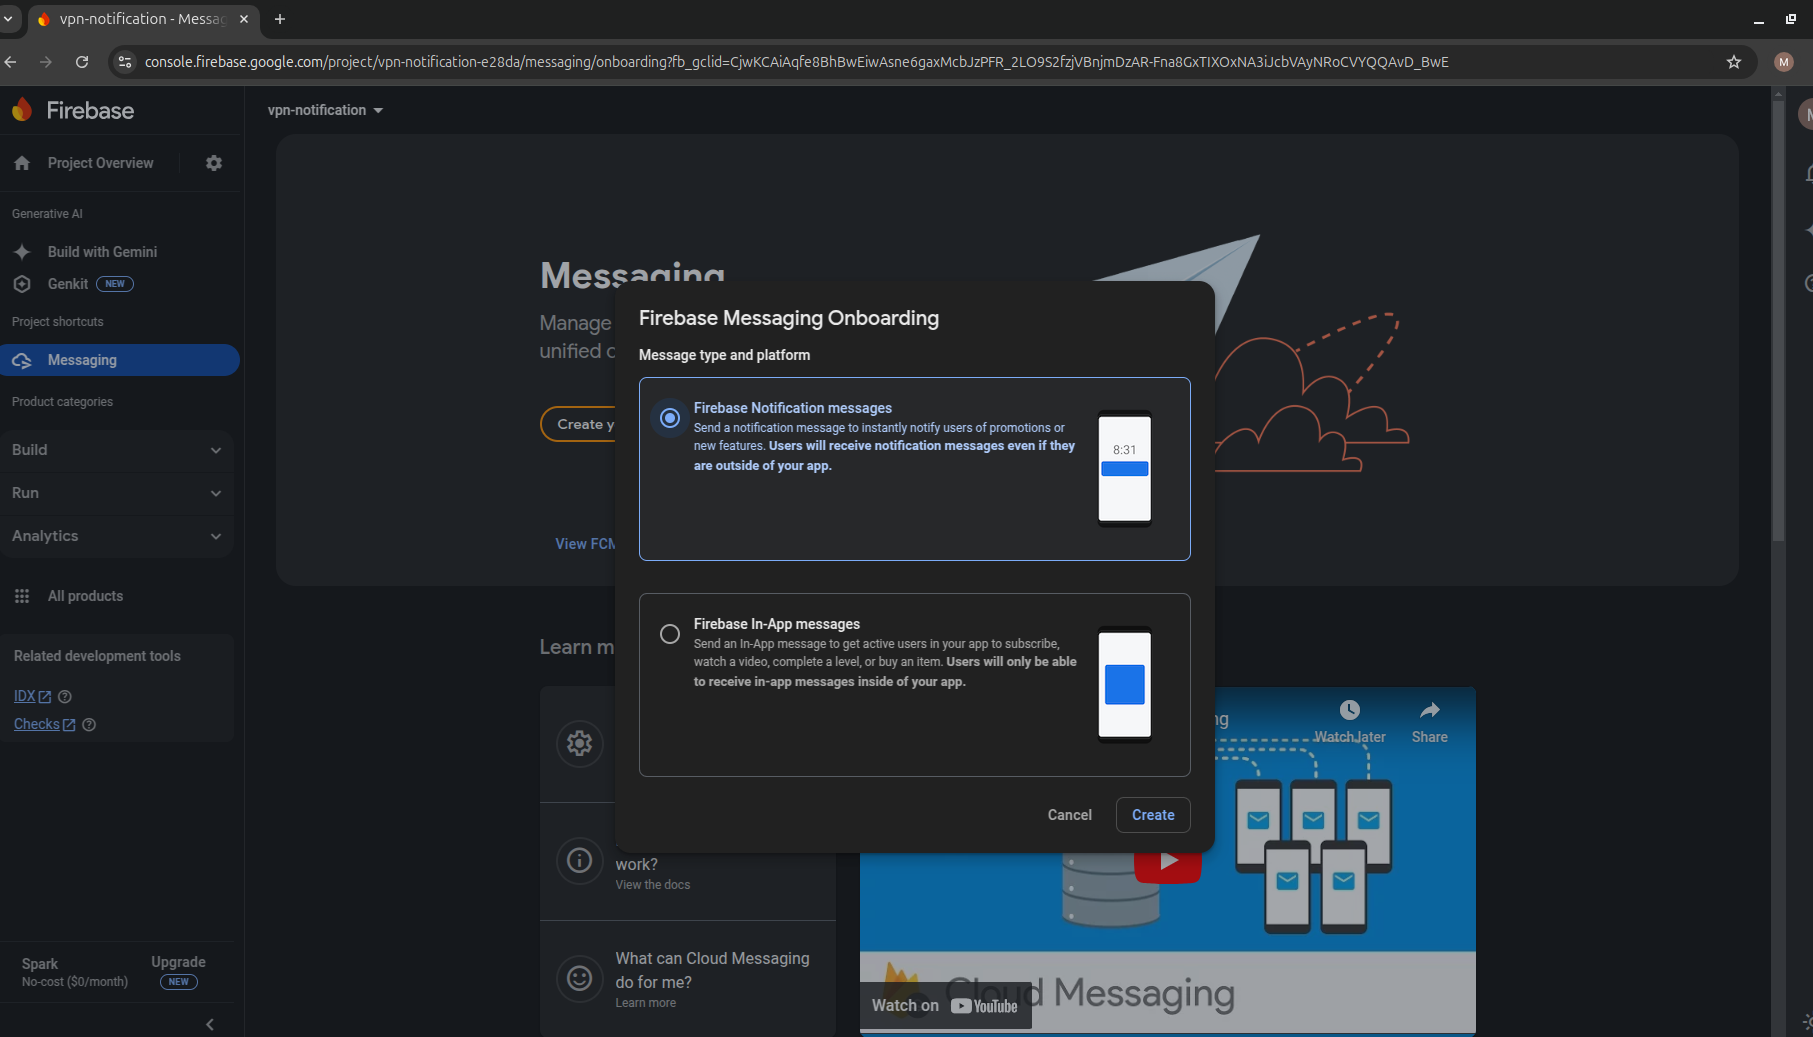 vpn-notification - Messag
console.firebase.google.com/project/vpn-notification-e28da/messaging/onboarding?fb_gclid=CjwKCAiAqfe8BhBwEiwAsne6gaxMcbJzPFR_2LO9S2fzjVBnjmDzAR-Fna8GxTIXOxNA3iJcbVAyNRoCVYQQAvD_BwE
M
Firebase
vpn-notification
Project Overview
Generative AI
Build with Gemini
Genkit NEW
Project shortcuts
Messaging
Product categories
Build
Run
Analytics
All products
Related development tools
IDX
Checks
Spark
No-cost ($0/month)
Upgrade
NEW
Messaging
Manage
unified c
Create y
View FCM
Firebase Messaging Onboarding
Message type and platform
Firebase Notification messages
Send a notification message to instantly notify users of promotions or
new features. Users will receive notification messages even if they
are outside of your app.
8:31
Firebase In-App messages
Send an In-App message to get active users in your app to subscribe,
watch a video, complete a level, or buy an item. Users will only be able
to receive in-app messages inside of your app.
Cancel
Create
Learn m
work?
View the docs
What can Cloud Messaging
do for me?
Learn more
ng
Watch later
Share
Cloud Messaging
Watch on YouTube